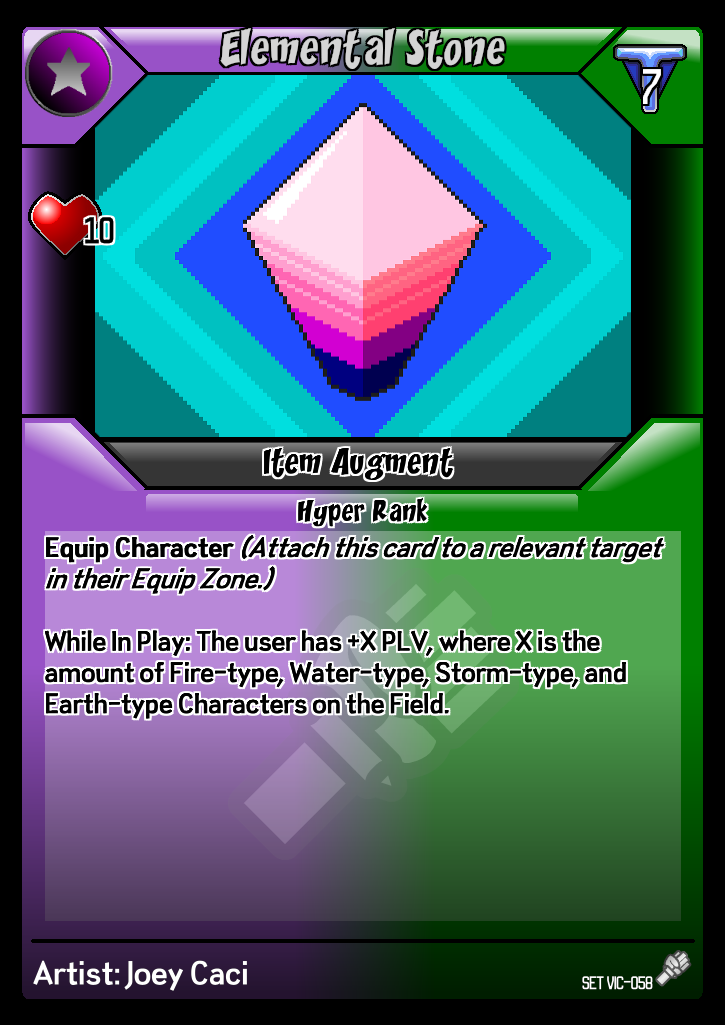 Elemental Stone
7
10
Item Augment
Hyper Rank
Equip Character (Attach this card to a relevant target
in their Equip Zone.)
While In Play: The user has +X PLV, where X is the
amount of Fire-type, Water-type, Storm-type, and
Earth-type Characters on the Field.
Artist: Joey Caci
SET VIC-058